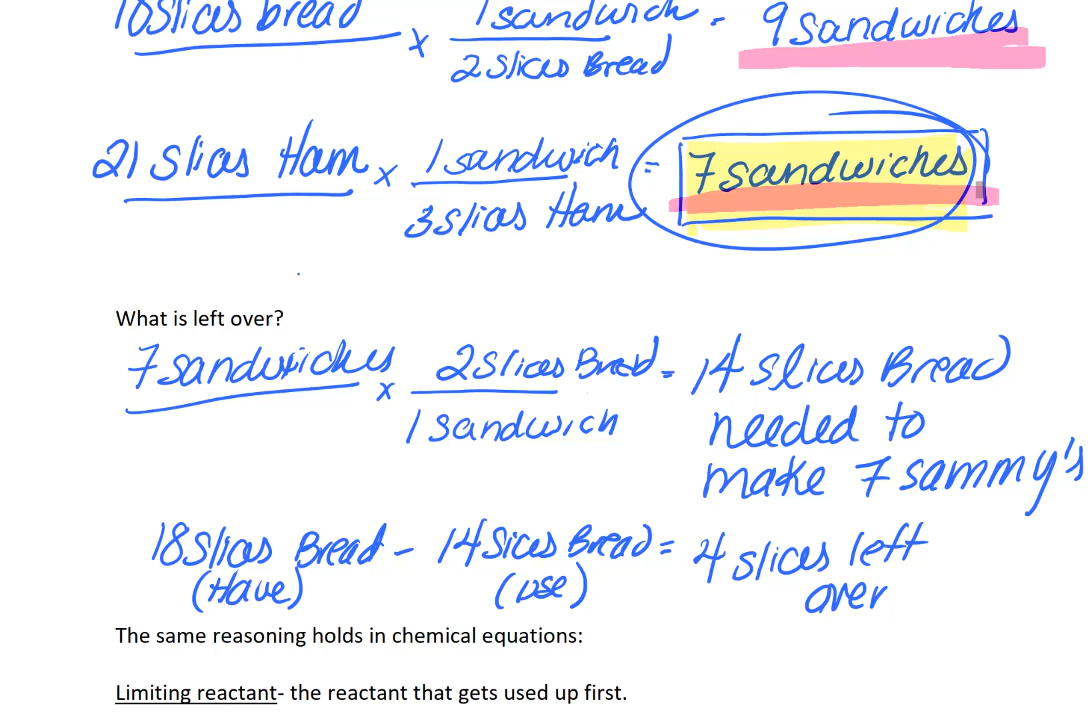 18 Slices bread x 1 sandwich = 9 sandwiches
2 Slices Bread
21 Slices Ham x 1 sandwich = 7 sandwiches
3 slices Ham
What is left over?
7 sandwiches x 2 Slices Bread = 14 Slices Bread
1 sandwich needed to
make 7 sammy's
18 Slices Bread - 14 Sices Bread = 4 slices left
(Have) (use) over
The same reasoning holds in chemical equations:
Limiting reactant- the reactant that gets used up first.